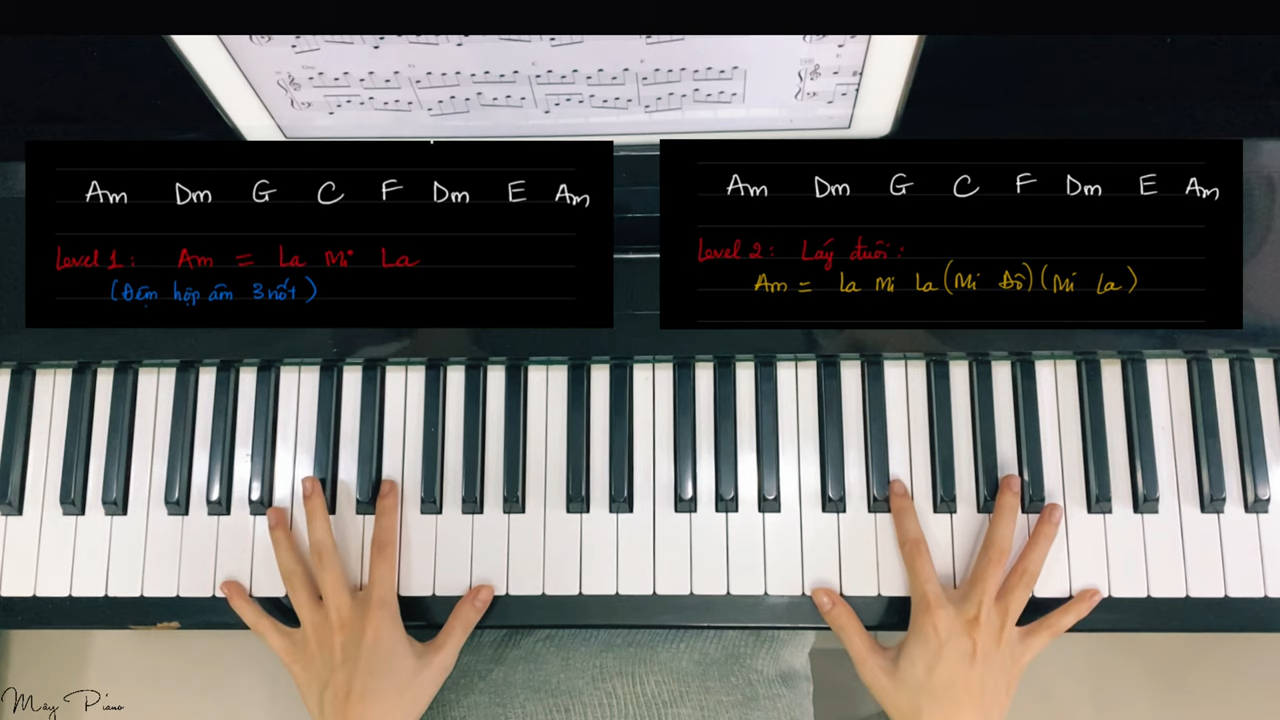 Am Dm G C F Dm E Am
Level 1: Am = La Mi La
(Đệm hợp âm 3 nốt)
Am Dm G C F Dm E Am
Level 2: Láy đuôi:
Am = La Mi La (Mi Đô) (Mi La)
Mây Piano